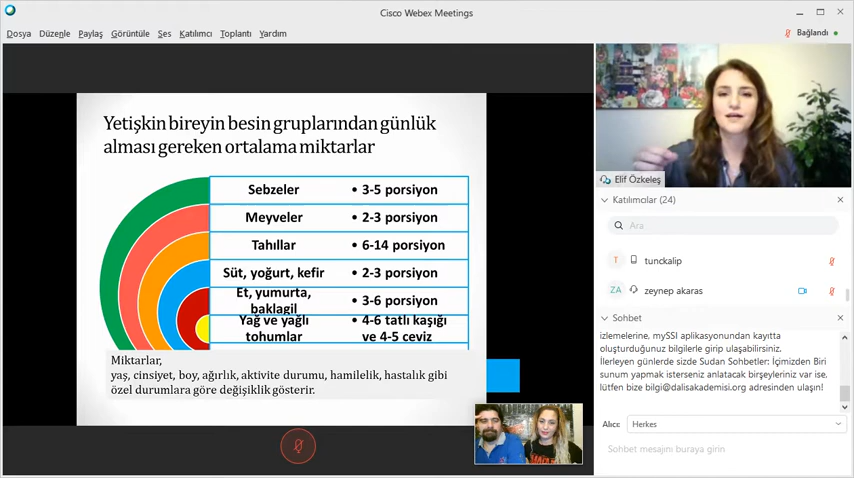 Cisco Webex Meetings
Dosya Düzenle Paylaş Görüntüle Ses Katılımcı Toplantı Yardım
Bağlandı
Yetişkin bireyin besin gruplarından günlük
alması gereken ortalama miktarlar
Sebzeler • 3-5 porsiyon
Meyveler • 2-3 porsiyon
Tahıllar • 6-14 porsiyon
Süt, yoğurt, kefir • 2-3 porsiyon
Et, yumurta,
baklagil
• 3-6 porsiyon
Yağ ve yağlı
tohumlar
• 4-6 tatlı kaşığı
ve 4-5 ceviz
Miktarlar,
yaş, cinsiyet, boy, ağırlık, aktivite durumu, hamilelik, hastalık gibi
özel durumlara göre değişiklik gösterir.
Elif Özkeleş
Katılımcılar (24)
Ara
T tunckalip
ZA zeynep akaras
Sohbet
izlemelerine, mySSI aplikasyonundan kayıtta
oluşturduğunuz bilgilerle girip ulaşabilirsiniz.
İlerleyen günlerde sizde Sudan Sohbetler: İçimizden Biri
sunum yapmak isterseniz anlatacak birşeyleriniz var ise,
lütfen bize bilgi@dalisakademisi.org adresinden ulaşın!
Alıcı: Herkes
Sohbet mesajını buraya girin